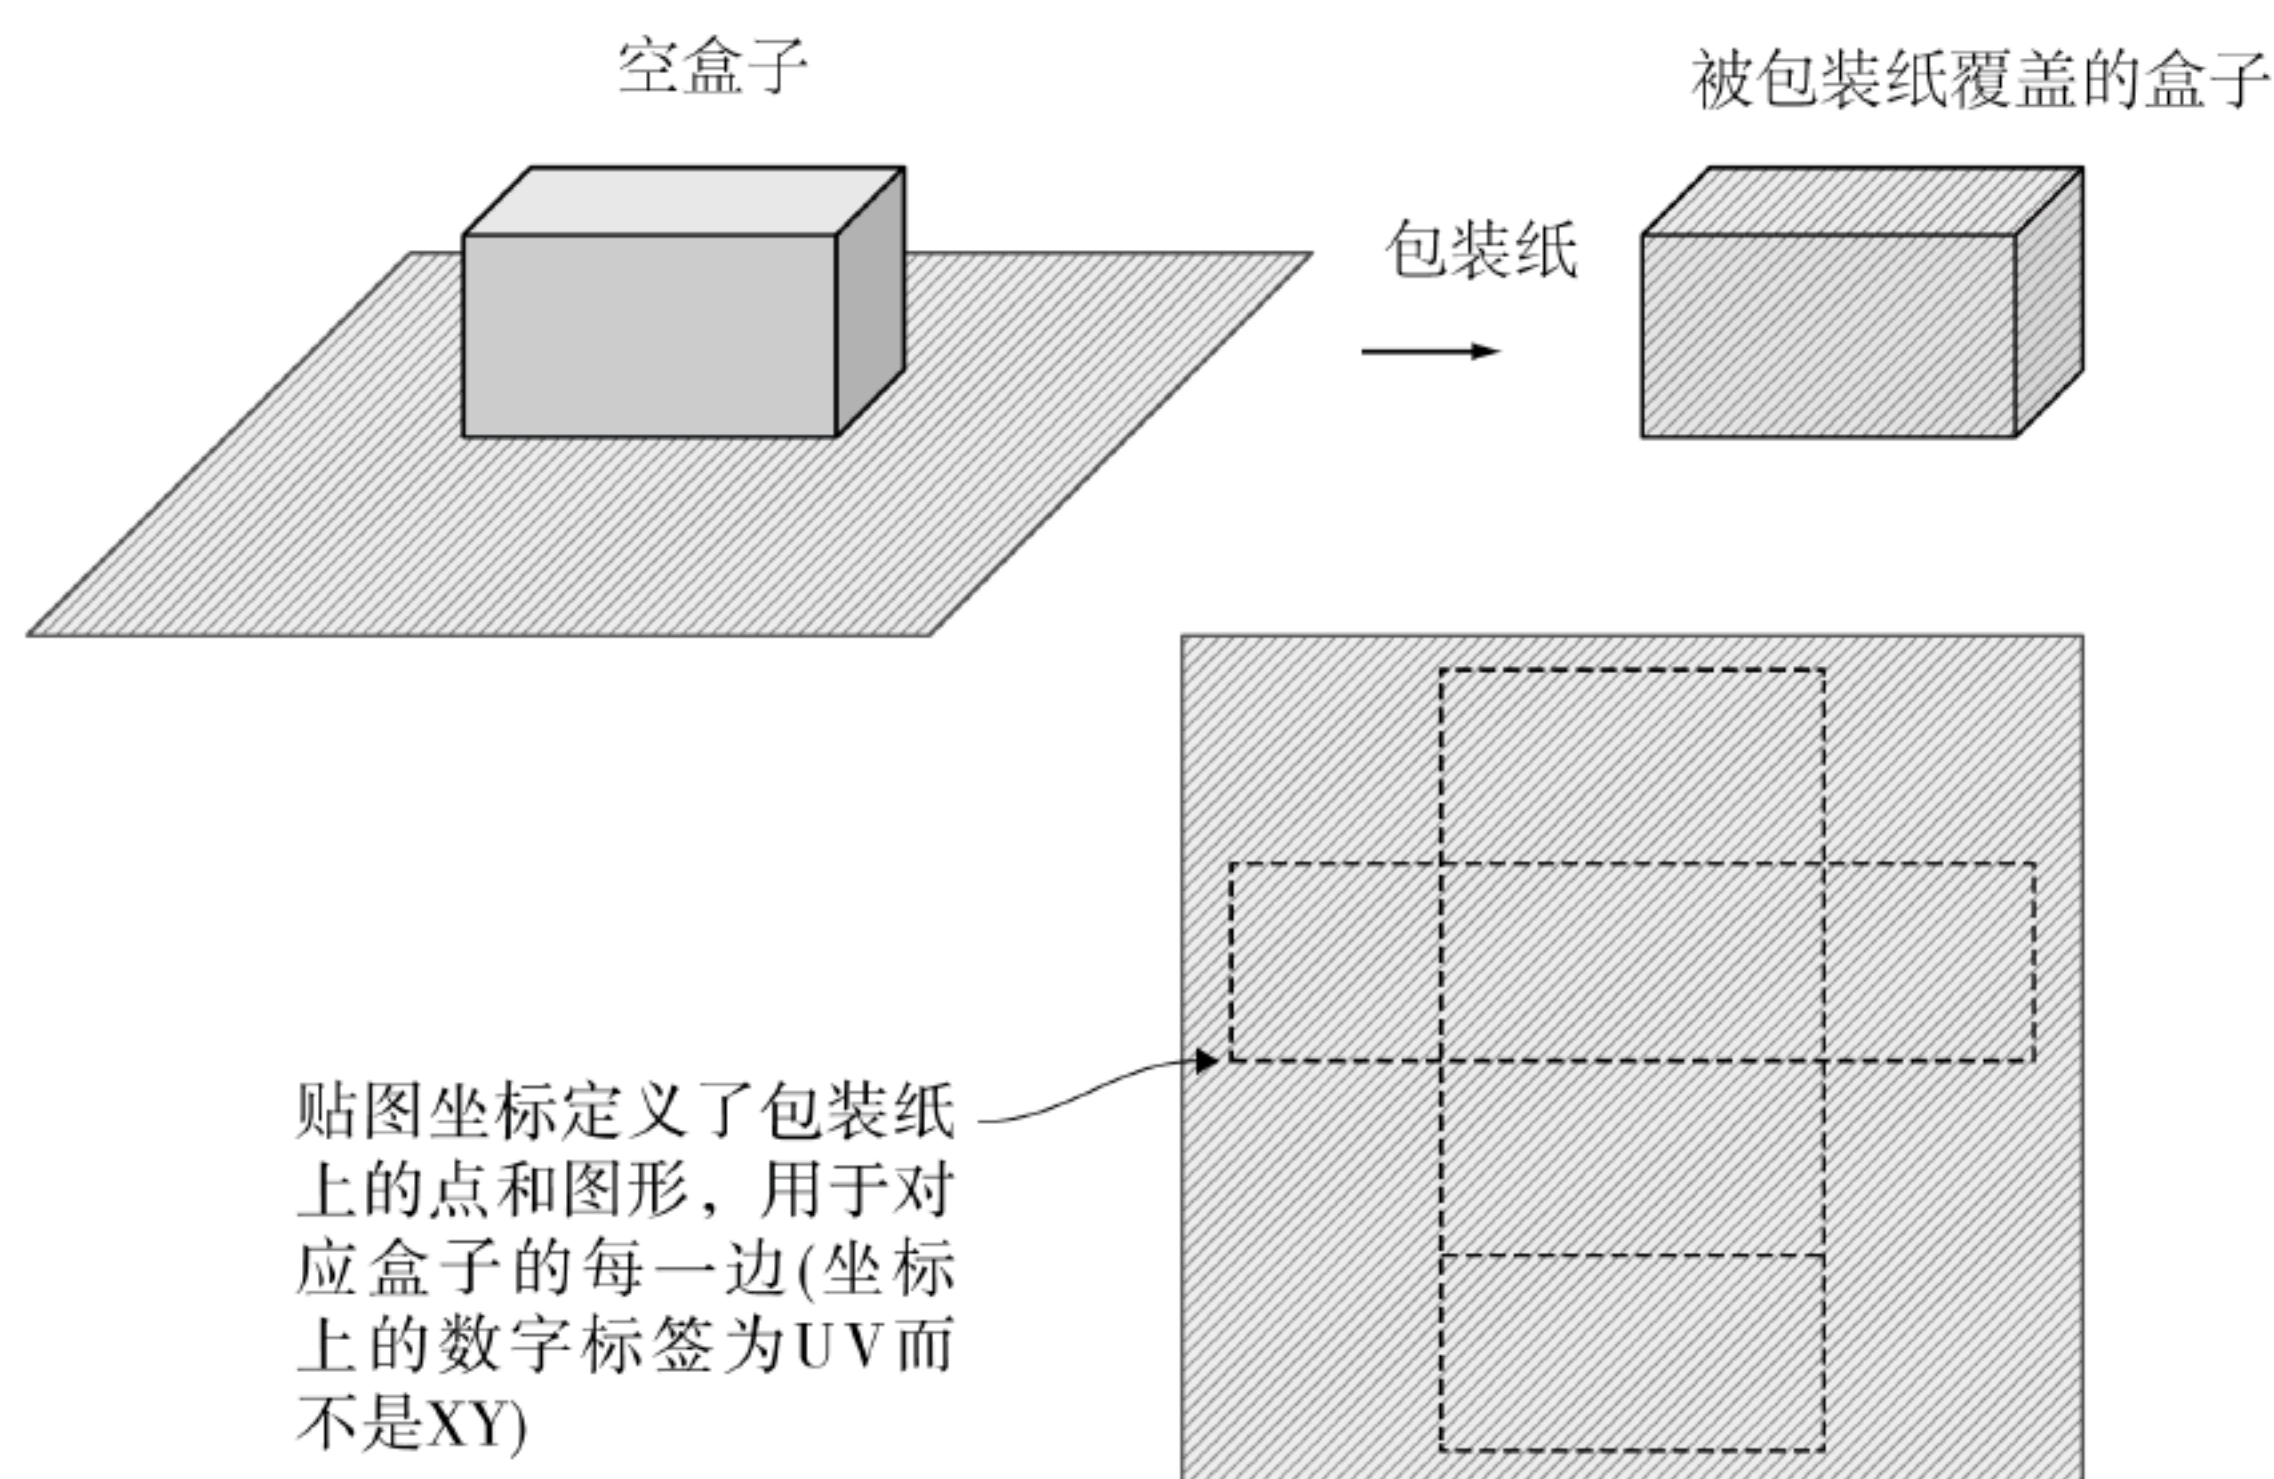 空盒子
被包装纸覆盖的盒子
包装纸
贴图坐标定义了包装纸
上的点和图形，用于对
应盒子的每一边(坐标
上的数字标签为UV而
不是XY)